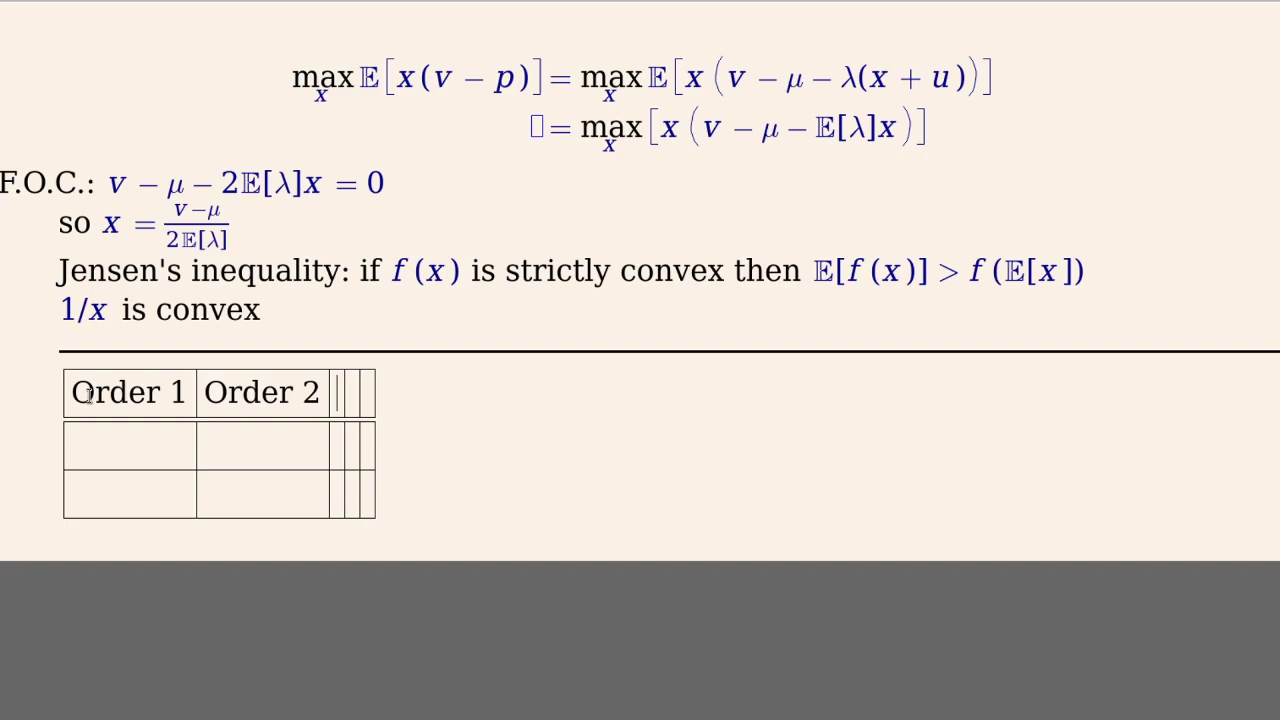 max_x 𝔼[x(v − p)] = max_x 𝔼[x (v − μ − λ(x + u))]
= max_x [x (v − μ − 𝔼[λ]x)]
F.O.C.: v − μ − 2𝔼[λ]x = 0
so x = (v−μ)/(2𝔼[λ])
Jensen's inequality: if f(x) is strictly convex then 𝔼[f(x)] > f(𝔼[x])
1/x is convex
Order 1 Order 2